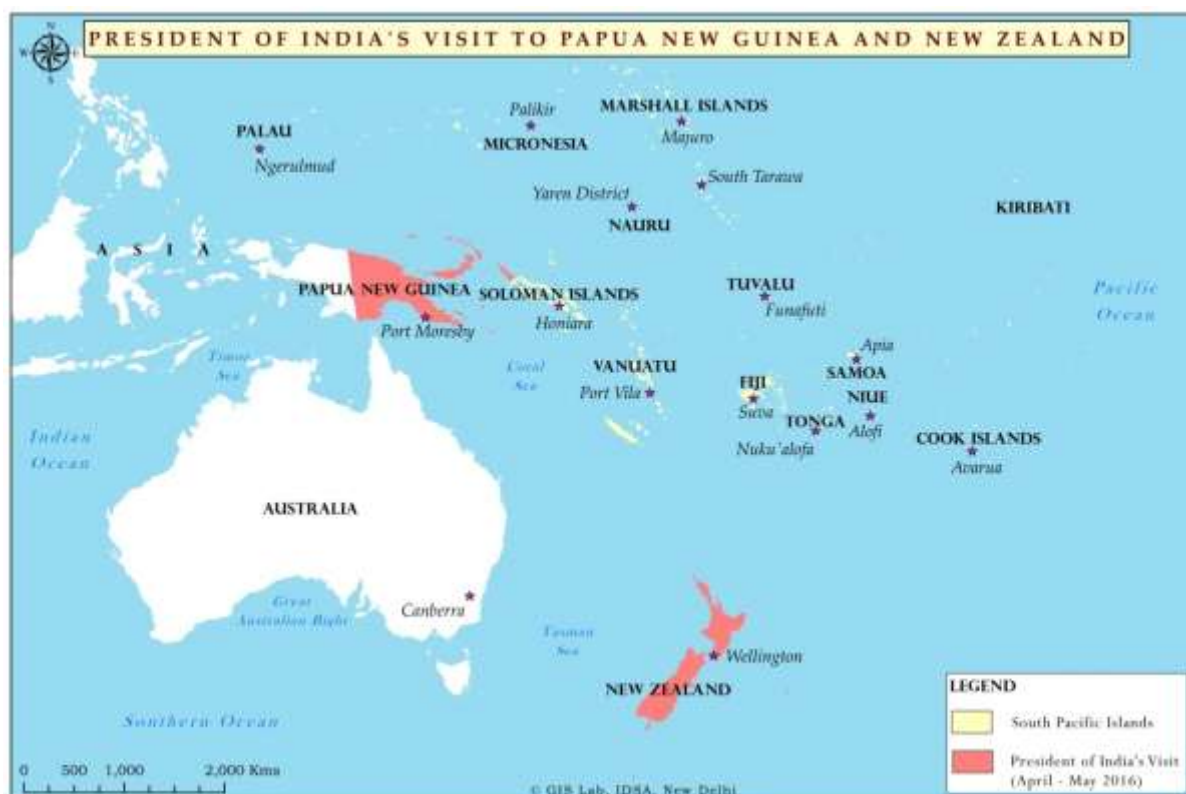 N
W
S
PRESIDENT OF INDIA'S VISIT TO PAPUA NEW GUINEA AND NEW ZEALAND
MARSHALL ISLANDS
Majuro
Palikir
MICRONESIA
PALAU
Ngerulmud
South Tarawa
Yaren District
NAURU
KIRIBATI
ASIA
PAPUA NEW GUINEA
Port Moresby
SOLOMAN ISLANDS
Honiara
TUVALU
Funafuti
Pacific
Ocean
Timor
Sea
Coral
Sea
VANUATU
Port Vila
FIJI
Suva
Apia
SAMOA
NIUE
Alofi
TONGA
Nuku'alofa
COOK ISLANDS
Avarua
Indian
Ocean
AUSTRALIA
Canberra
Great
Australian Bight
Tasman
Sea
Wellington
NEW ZEALAND
Southern Ocean
LEGEND
South Pacific Islands
President of India's Visit
(April - May 2016)
0 500 1,000 2,000 Kms
© GIS Lab, IDSA, New Delhi